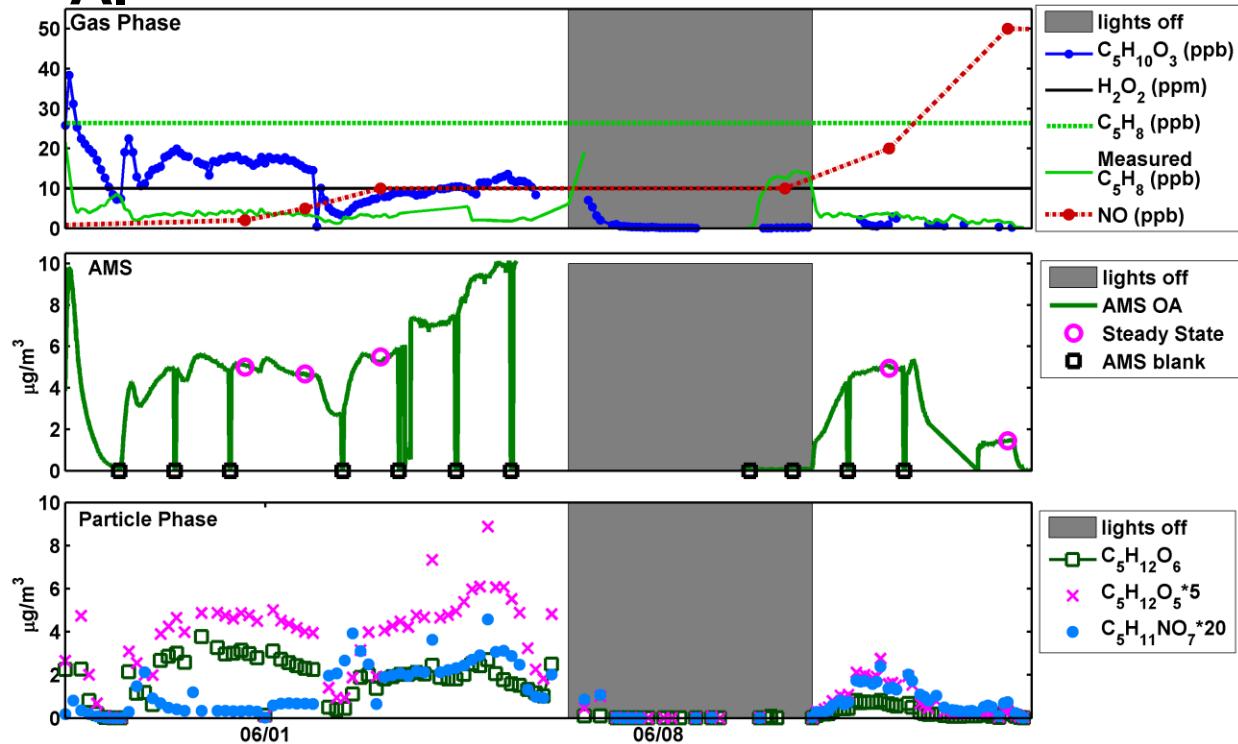 A.
Gas Phase
50
40
30
20
10
0
lights off
C5H10O3 (ppb)
H2O2 (ppm)
C5H8 (ppb)
Measured
C5H8 (ppb)
NO (ppb)
AMS
10
8
6
4
2
0
μg/m³
lights off
AMS OA
Steady State
AMS blank
Particle Phase
10
8
6
4
2
0
μg/m³
06/01
06/08
lights off
C5H12O6
C5H12O5*5
C5H11NO7*20